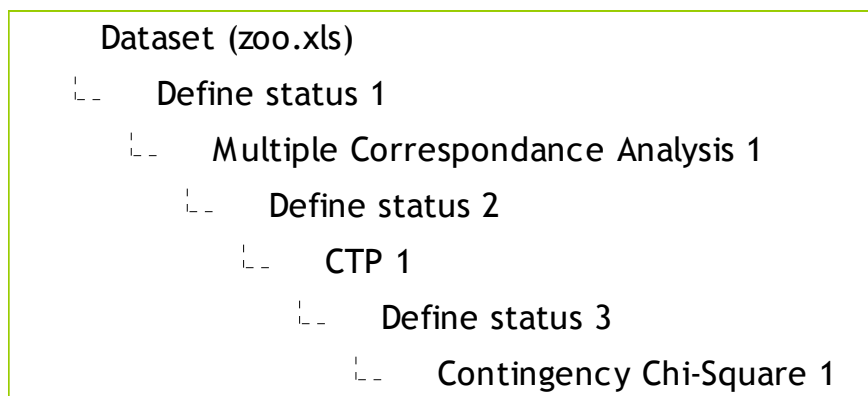 Dataset (zoo.xls)
Define status 1
Multiple Correspondance Analysis 1
Define status 2
CTP 1
Define status 3
Contingency Chi-Square 1